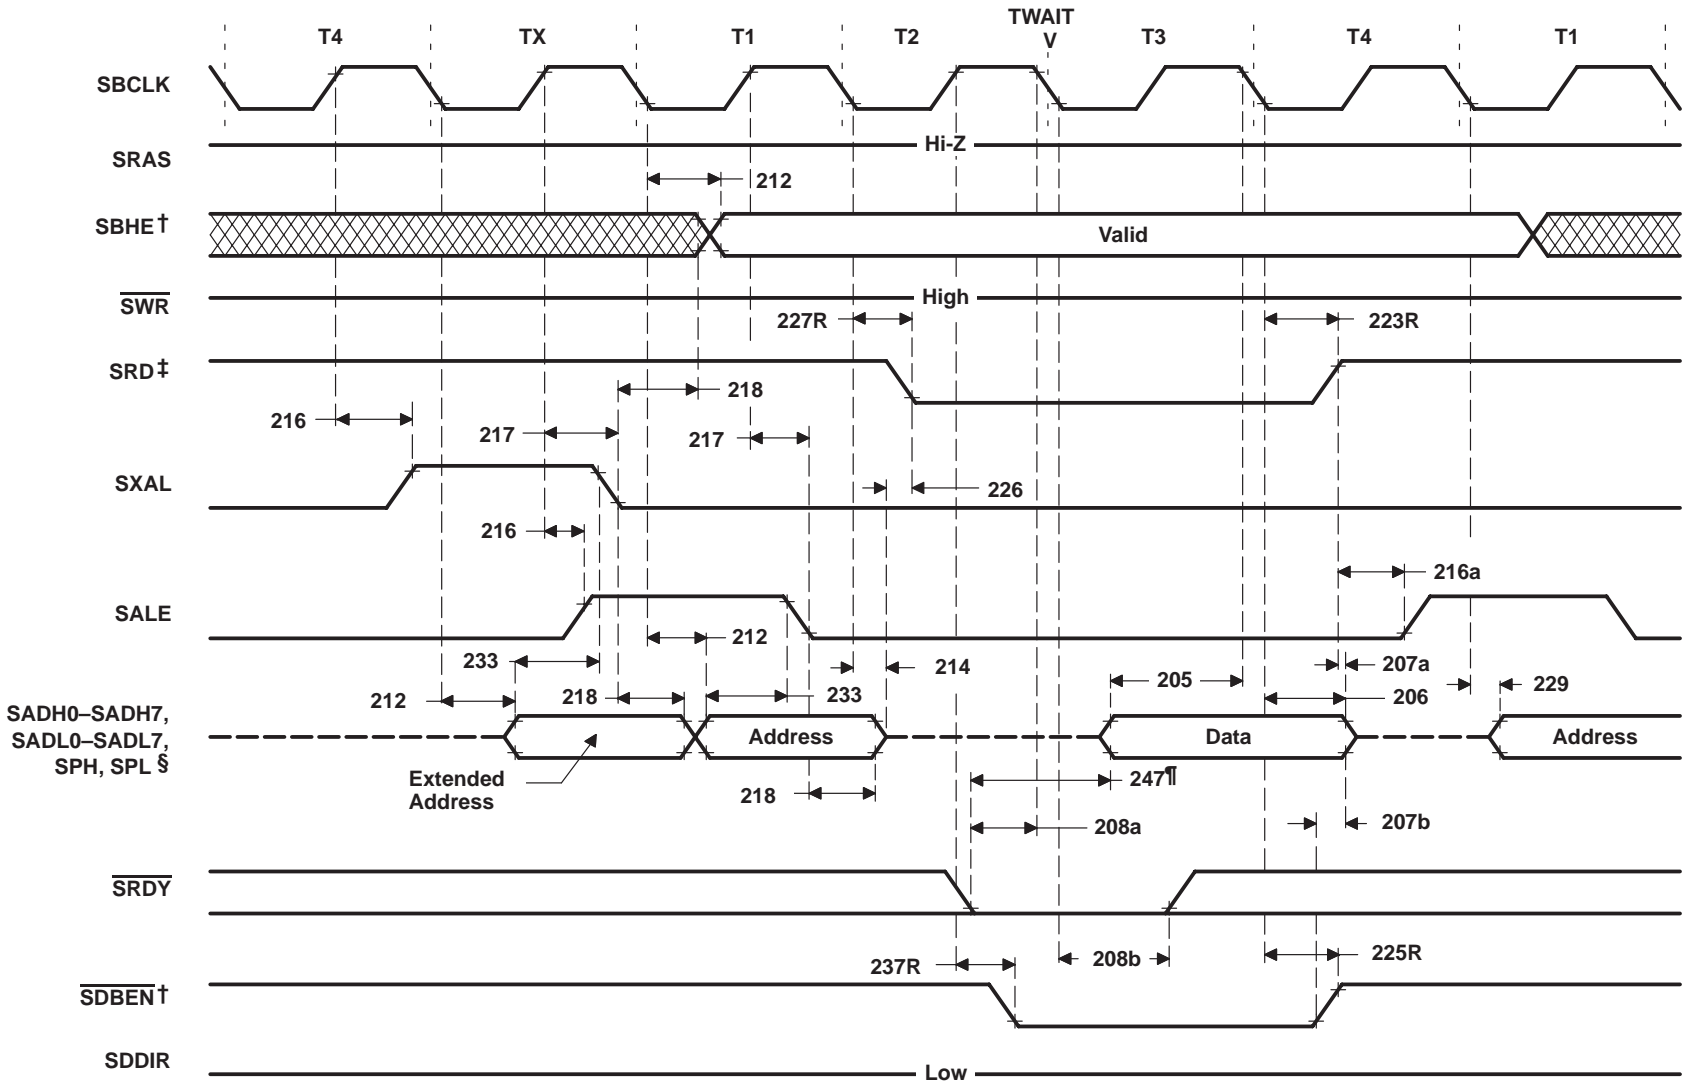 TWAIT
T4 TX T1 T2 V T3 T4 T1
SBCLK
SRAS Hi-Z
212
SBHE† Valid
SWR High
227R 223R
SRD‡
218
216 217 217
SXAL 226
216
216a
SALE
212
233 214 207a
212 218 233 205 206 229
SADH0–SADH7,
SADL0–SADL7,
SPH, SPL §
Address Data Address
Extended
Address
247¶
218
208a 207b
SRDY
237R 208b 225R
SDBEN†
SDDIR
Low